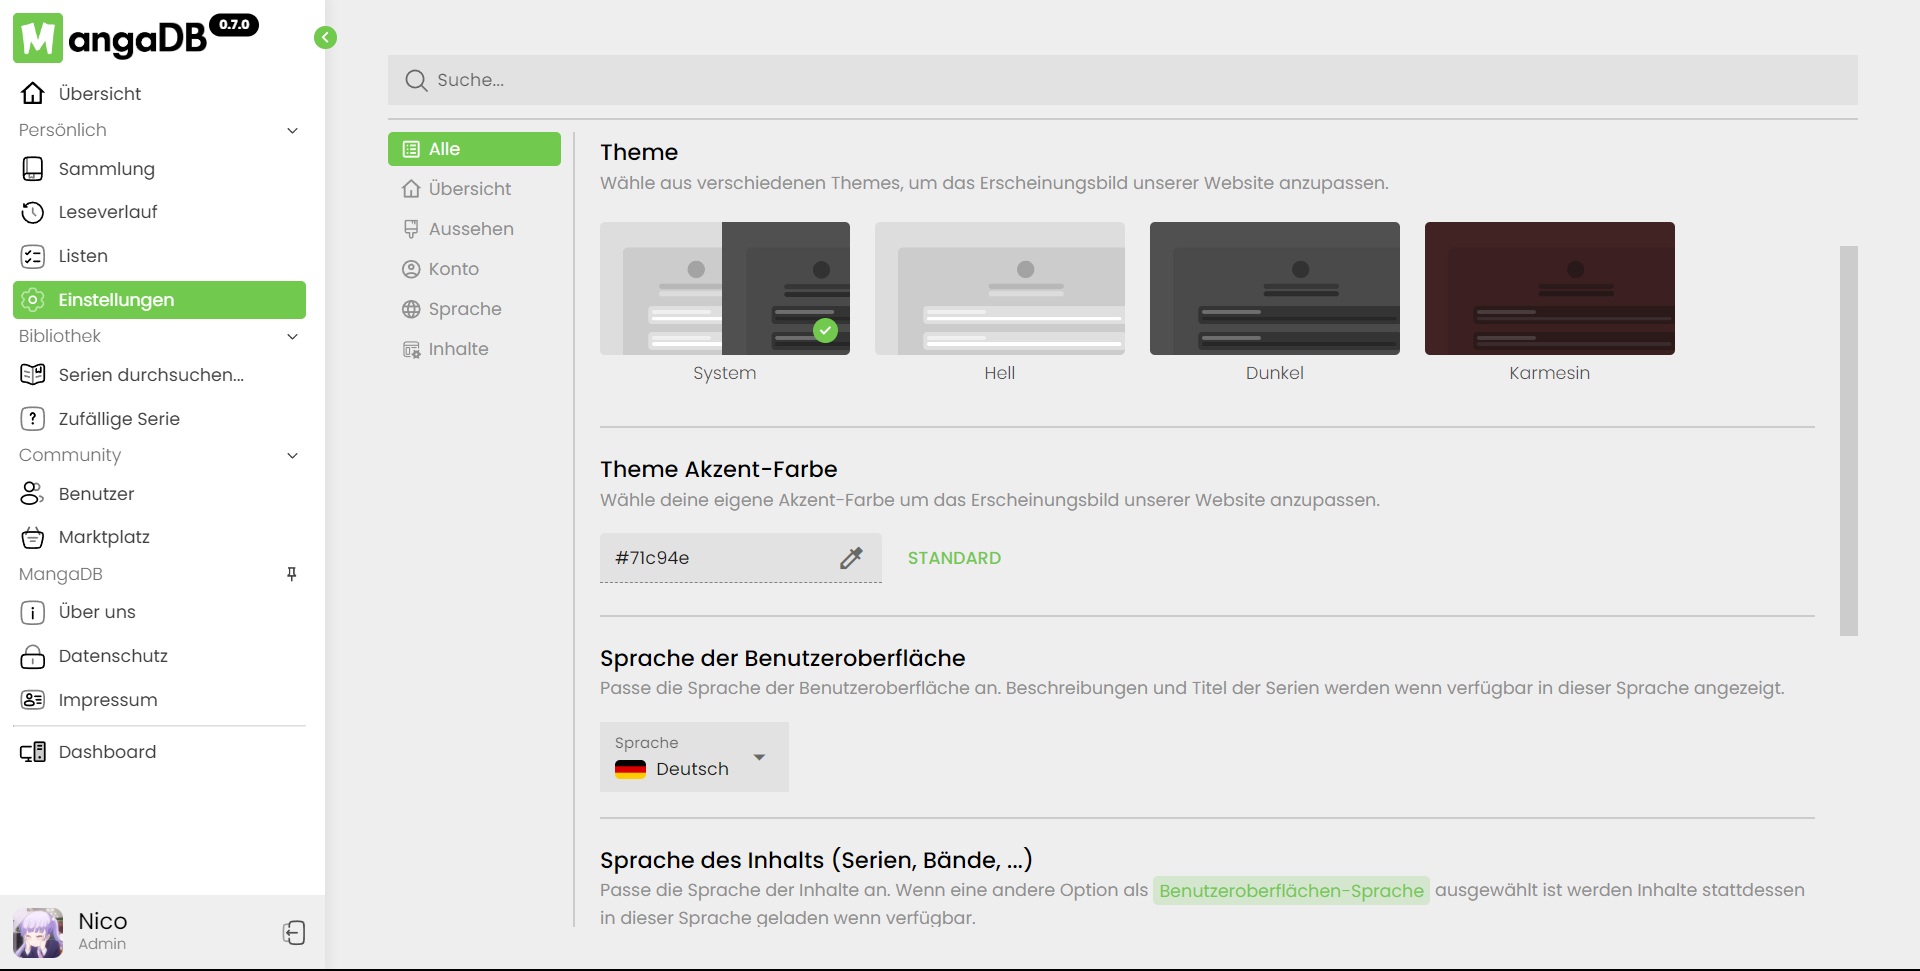 MangaDB 0.7.0
Übersicht
Persönlich
Sammlung
Leseverlauf
Listen
Einstellungen
Bibliothek
Serien durchsuchen...
Zufällige Serie
Community
Benutzer
Marktplatz
MangaDB
Über uns
Datenschutz
Impressum
Dashboard
Nico
Admin
Suche...
Alle
Übersicht
Aussehen
Konto
Sprache
Inhalte
Theme
Wähle aus verschiedenen Themes, um das Erscheinungsbild unserer Website anzupassen.
System Hell Dunkel Karmesin
Theme Akzent-Farbe
Wähle deine eigene Akzent-Farbe um das Erscheinungsbild unserer Website anzupassen.
#71c94e STANDARD
Sprache der Benutzeroberfläche
Passe die Sprache der Benutzeroberfläche an. Beschreibungen und Titel der Serien werden wenn verfügbar in dieser Sprache angezeigt.
Sprache
Deutsch
Sprache des Inhalts (Serien, Bände, ...)
Passe die Sprache der Inhalte an. Wenn eine andere Option als Benutzeroberflächen-Sprache ausgewählt ist werden Inhalte stattdessen
in dieser Sprache geladen wenn verfügbar.